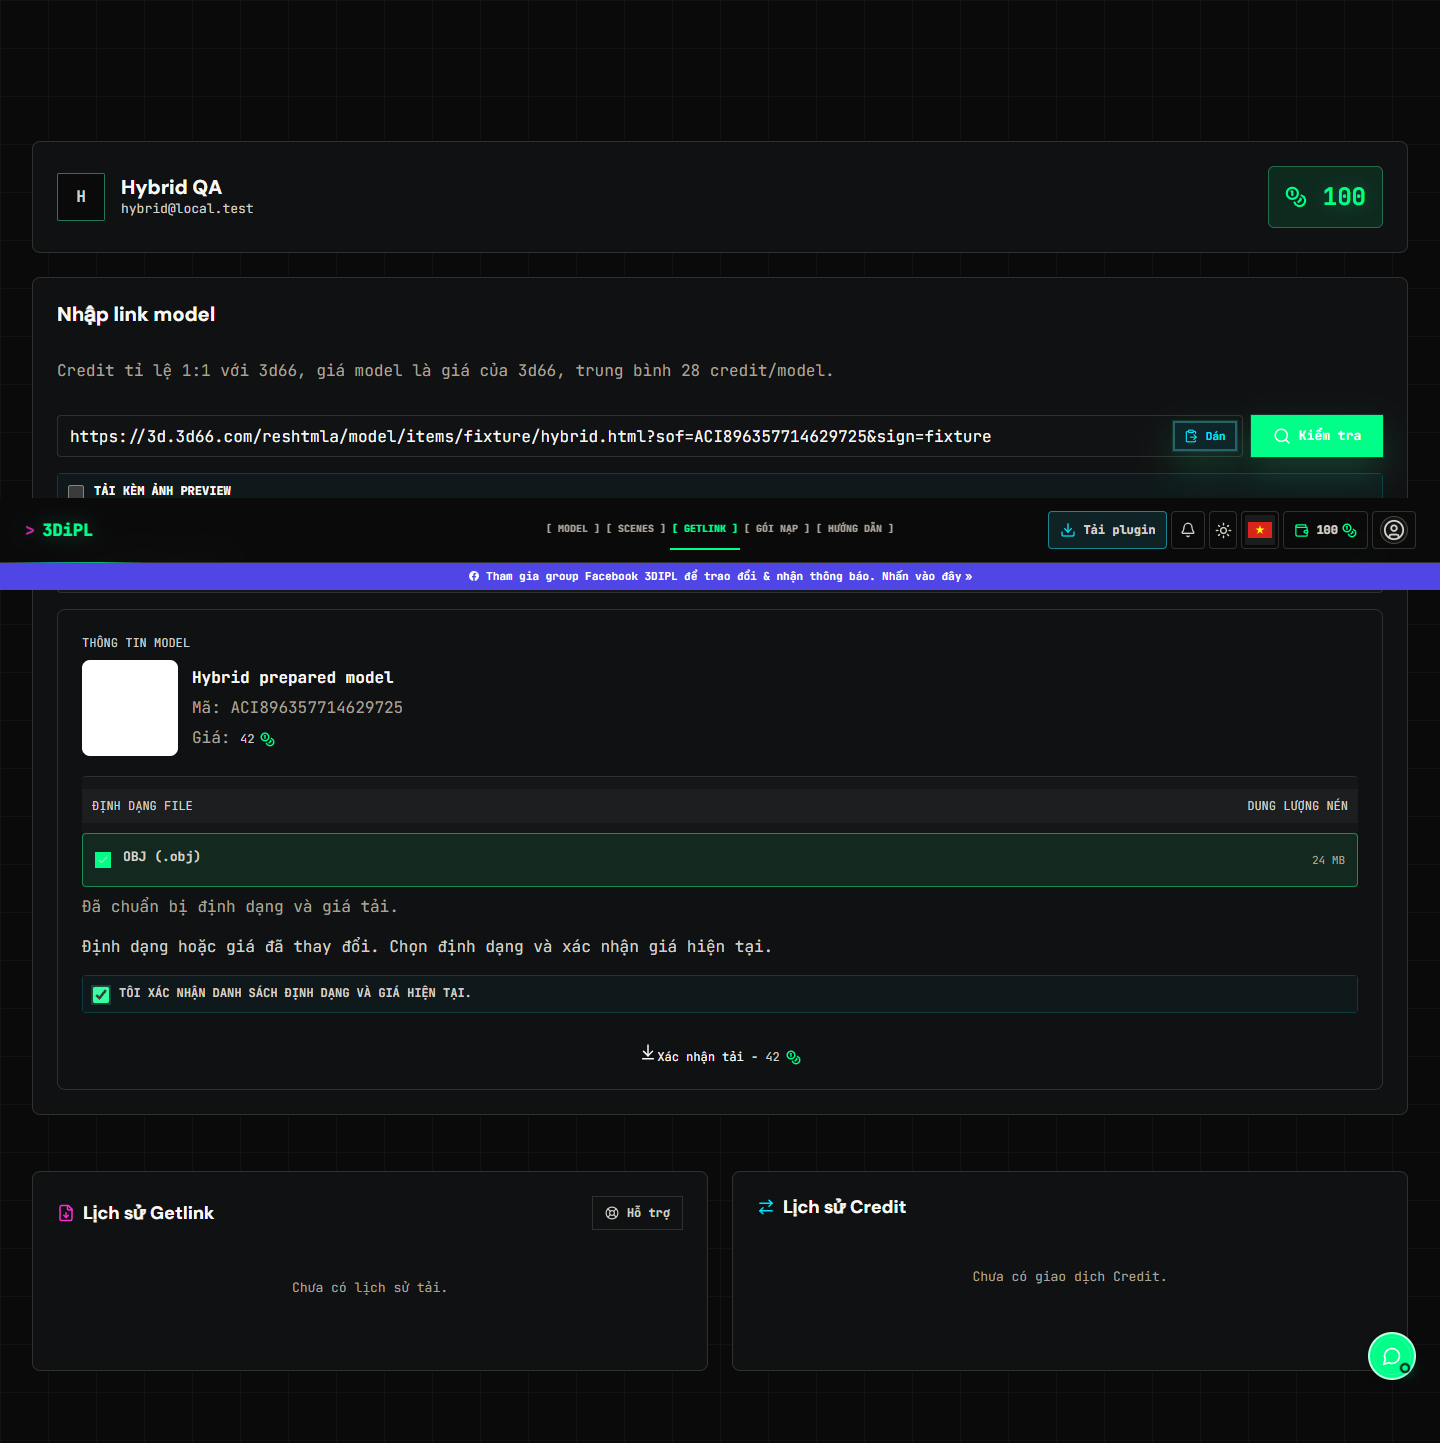 H
Hybrid QA
hybrid@local.test
100
Nhập link model
Credit tỉ lệ 1:1 với 3d66, giá model là giá của 3d66, trung bình 28 credit/model.
https://3d.3d66.com/reshtmla/model/items/fixture/hybrid.html?sof=ACI896357714629725&sign=fixture
Dán
Kiểm tra
TẢI KÈM ẢNH PREVIEW
> 3DiPL
[ MODEL ] [ SCENES ] [ GETLINK ] [ GÓI NẠP ] [ HƯỚNG DẪN ]
Tải plugin
100
Tham gia group Facebook 3DIPL để trao đổi & nhận thông báo. Nhấn vào đây »
THÔNG TIN MODEL
Hybrid prepared model
Mã: ACI896357714629725
Giá: 42
ĐỊNH DẠNG FILE
DUNG LƯỢNG NÉN
OBJ (.obj)
24 MB
Đã chuẩn bị định dạng và giá tải.
Định dạng hoặc giá đã thay đổi. Chọn định dạng và xác nhận giá hiện tại.
TÔI XÁC NHẬN DANH SÁCH ĐỊNH DẠNG VÀ GIÁ HIỆN TẠI.
Xác nhận tải - 42
Lịch sử Getlink
Hỗ trợ
Chưa có lịch sử tải.
Lịch sử Credit
Chưa có giao dịch Credit.